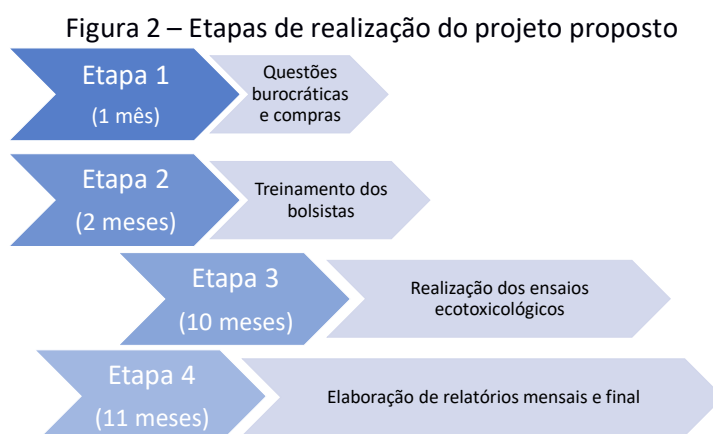 Figura 2 – Etapas de realização do projeto proposto
Etapa 1
(1 mês)
Questões
burocráticas
e compras
Etapa 2
(2 meses)
Treinamento dos
bolsistas
Etapa 3
(10 meses)
Realização dos ensaios
ecotoxicológicos
Etapa 4
(11 meses)
Elaboração de relatórios mensais e final